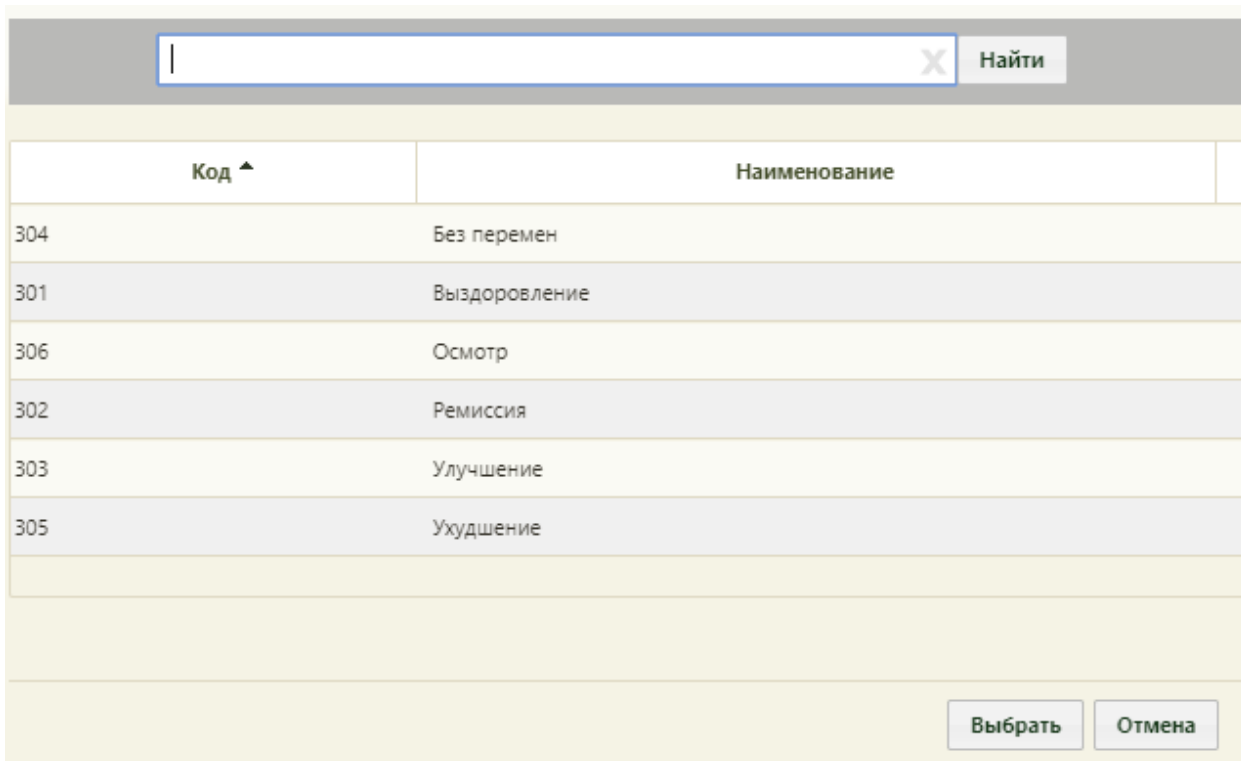 Найти
Код Наименование
304 Без перемен
301 Выздоровление
306 Осмотр
302 Ремиссия
303 Улучшение
305 Ухудшение
Выбрать Отмена